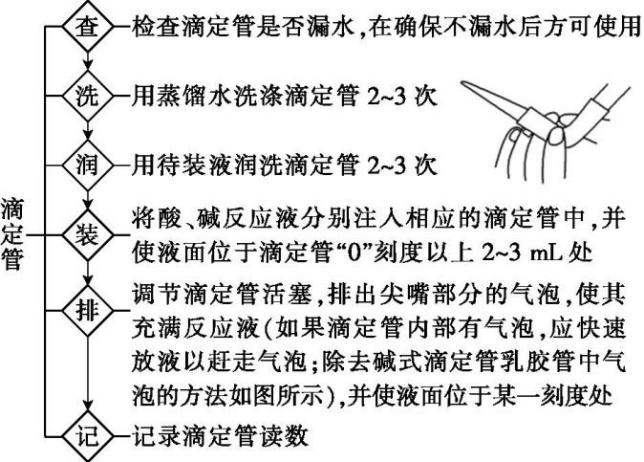 滴定管
查 检查滴定管是否漏水,在确保不漏水后方可使用
洗 用蒸馏水洗涤滴定管 2~3 次
润 用待装液润洗滴定管 2~3 次
装 将酸、碱反应液分别注入相应的滴定管中,并
使液面位于滴定管“0”刻度以上 2~3 mL 处
排 调节滴定管活塞,排出尖嘴部分的气泡,使其
充满反应液(如果滴定管内部有气泡,应快速
放液以赶走气泡;除去碱式滴定管乳胶管中气
泡的方法如图所示),并使液面位于某一刻度处
记 记录滴定管读数